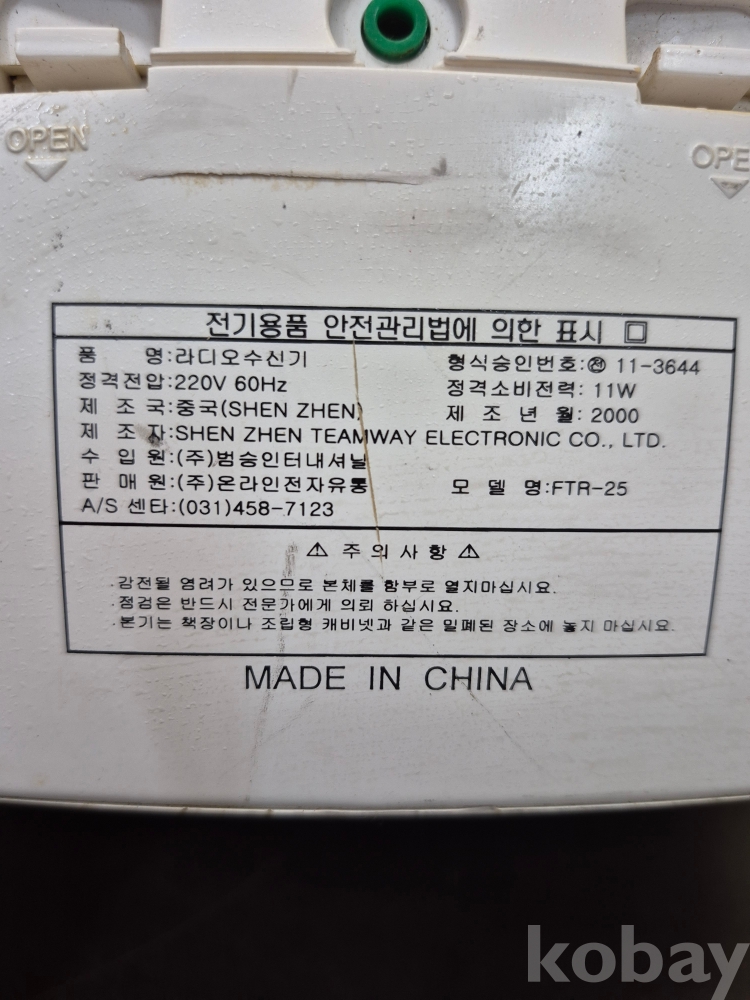 OPEN
OPE
전기용품 안전관리법에 의한 표시 回
품 명:라디오수신기 형식승인번호:㉾ 11-3644
정격전압:220V 60Hz 정격소비전력: 11W
제 조 국:중국(SHEN ZHEN) 제 조 년 월: 2000
제 조 자:SHEN ZHEN TEAMWAY ELECTRONIC CO., LTD.
수 입 원:(주)범승인터내셔날
판 매 원:(주)온라인전자유통 모 델 명:FTR-25
A/S 센타:(031)458-7123
⚠ 주 의 사 항 ⚠
.감전될 염려가 있으므로 본체를 함부로 열지마십시요.
.점검은 반드시 전문가에게 의뢰 하십시요.
.본기는 책장이나 조립형 캐비넷과 같은 밀폐된 장소에 놓지 마십시요.
MADE IN CHINA
kobay